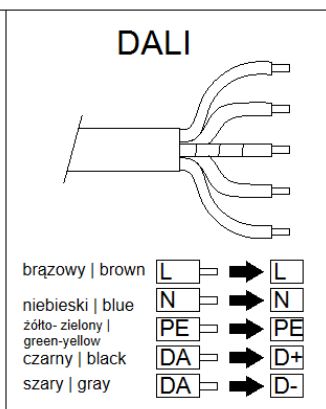 DALI
brązowy | brown L L
niebieski | blue N N
żółto- zielony |
green-yellow PE PE
czarny | black DA D+
szary | gray DA D-